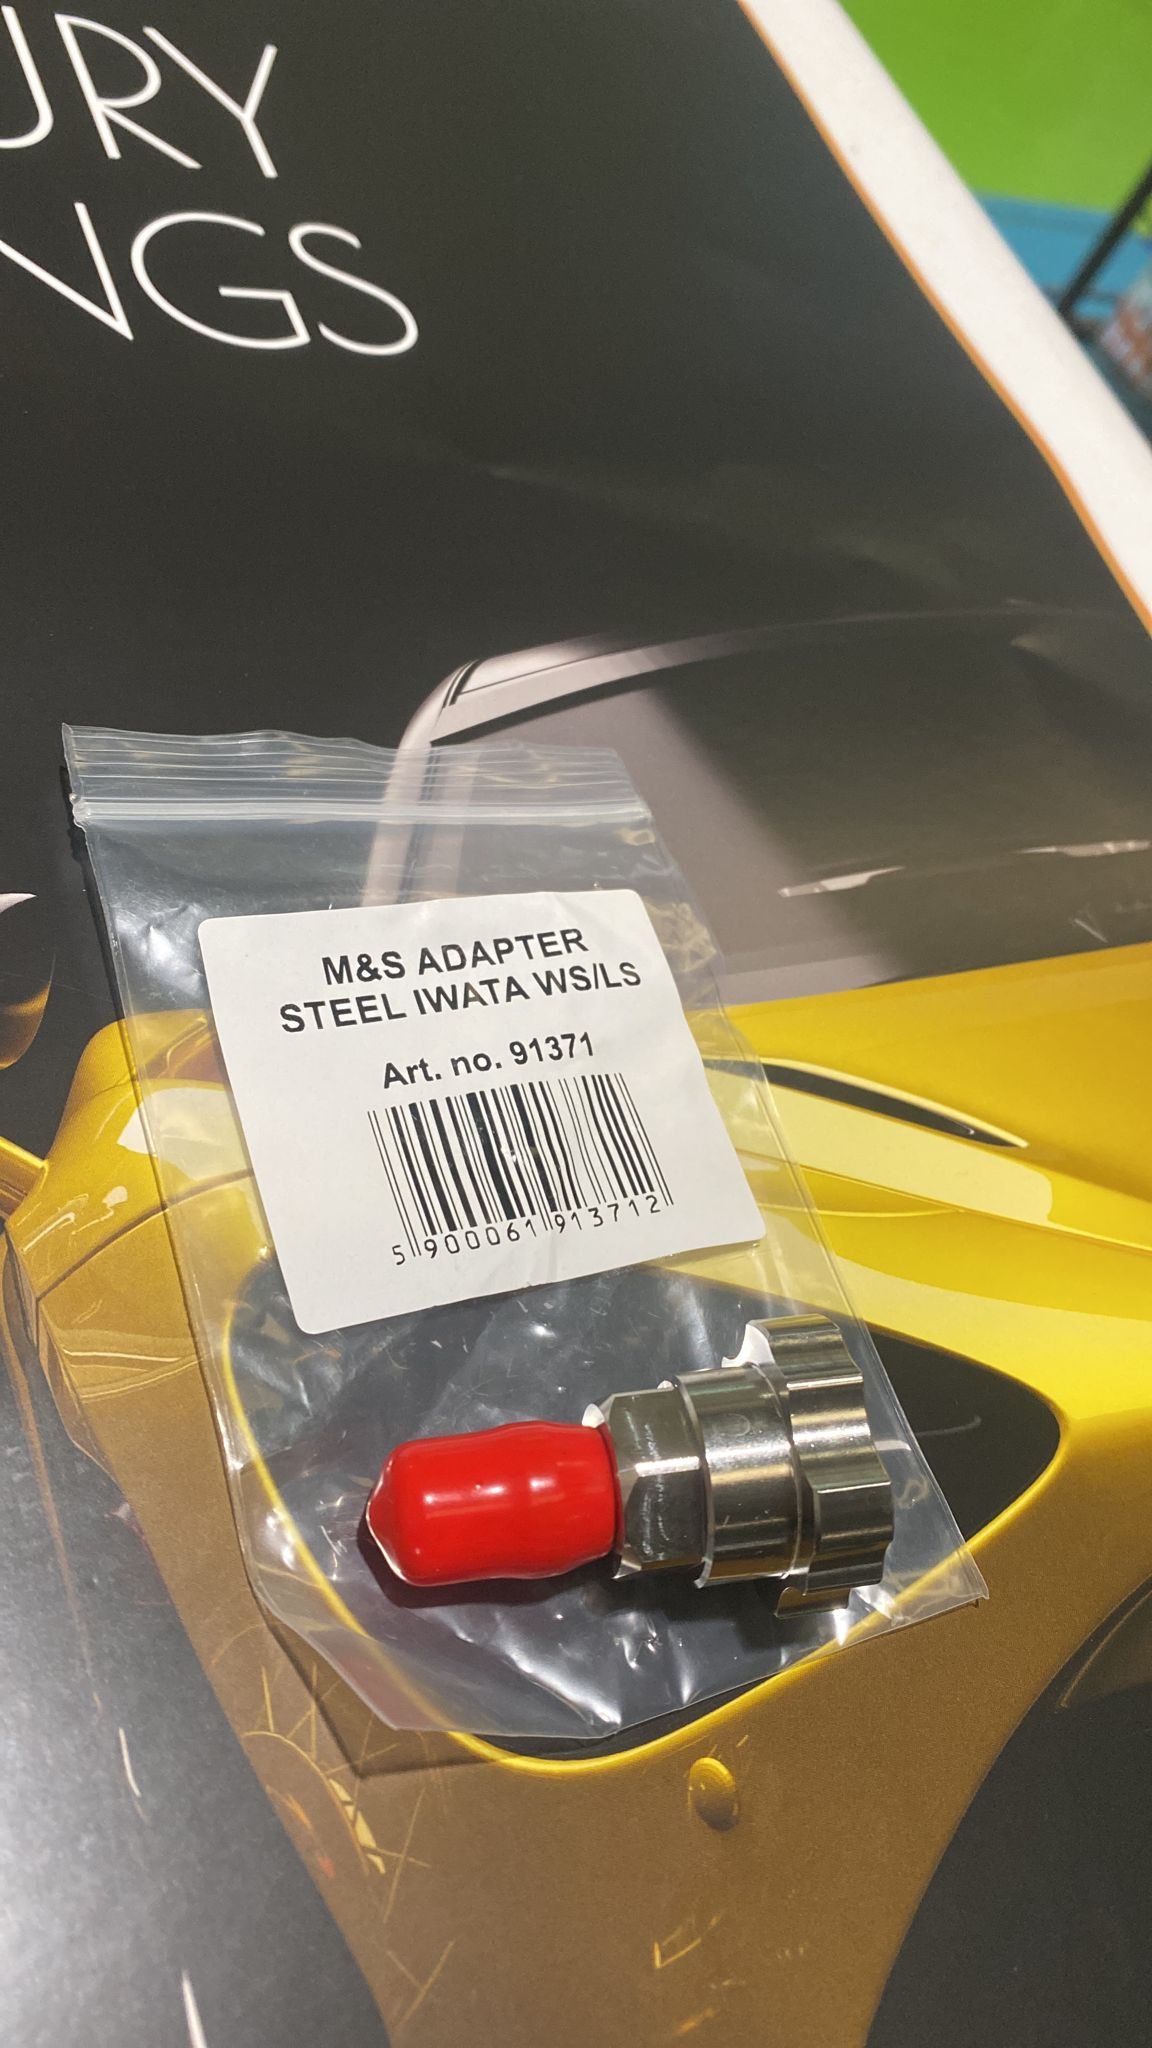 URY
NGS
M&S ADAPTER
STEEL IWATA WS/LS
Art. no. 91371
5 900061 913712